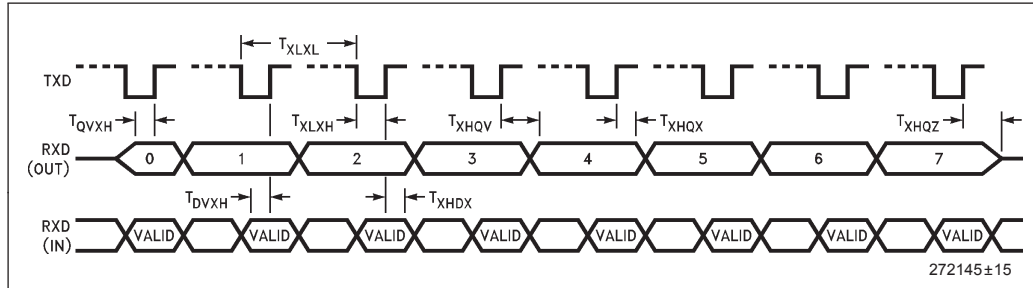 T_XLXL
TXD
T_QVXH T_XLXH T_XHQV T_XHQX T_XHQZ
RXD (OUT) 0 1 2 3 4 5 6 7
T_DVXH T_XHDX
RXD (IN) VALID VALID VALID VALID VALID VALID VALID VALID
272145±15